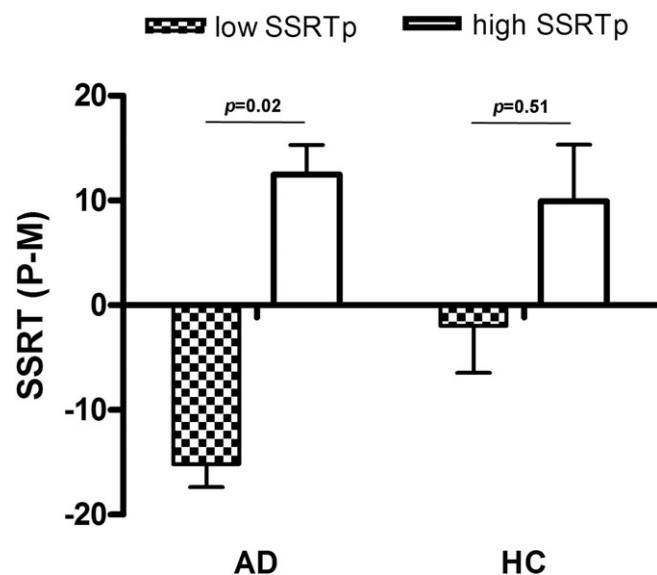 low SSRTp high SSRTp
p=0.02 p=0.51
SSRT (P-M)
20
10
0
-10
-20
AD HC